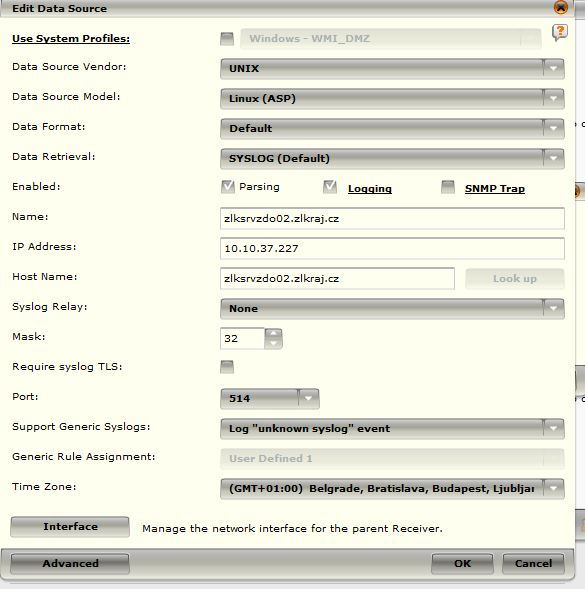 Edit Data Source
Use System Profiles: Windows - WMI_DMZ
Data Source Vendor: UNIX
Data Source Model: Linux (ASP)
Data Format: Default
Data Retrieval: SYSLOG (Default)
Enabled: Parsing Logging SNMP Trap
Name: zlksrvzdo02.zlkraj.cz
IP Address: 10.10.37.227
Host Name: zlksrvzdo02.zlkraj.cz Look up
Syslog Relay: None
Mask: 32
Require syslog TLS:
Port: 514
Support Generic Syslogs: Log "unknown syslog" event
Generic Rule Assignment: User Defined 1
Time Zone: (GMT+01:00) Belgrade, Bratislava, Budapest, Ljubljan
Interface Manage the network interface for the parent Receiver.
Advanced OK Cancel